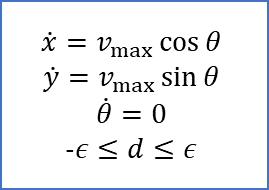 ẋ = v_max cos θ
ẏ = v_max sin θ
θ̇ = 0
-ϵ ≤ d ≤ ϵ